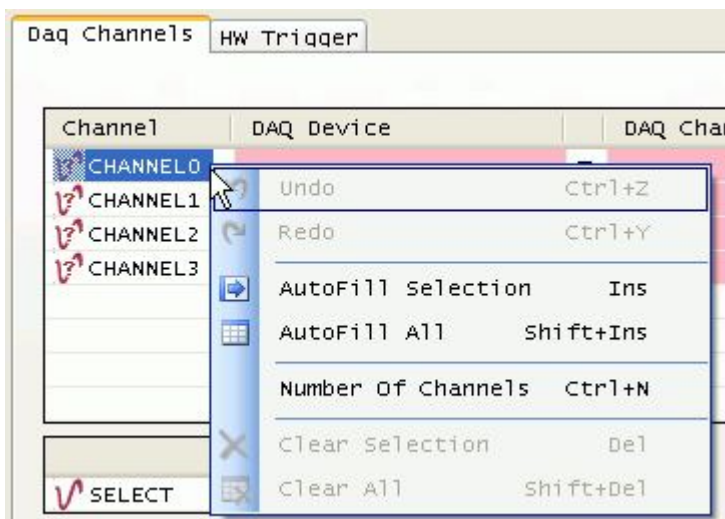 Daq Channels HW Trigger
Channel DAQ Device DAQ Cha
CHANNEL0
CHANNEL1
CHANNEL2
CHANNEL3
Undo Ctrl+Z
Redo Ctrl+Y
AutoFill Selection Ins
AutoFill All Shift+Ins
Number Of Channels Ctrl+N
Clear Selection Del
Clear All Shift+Del
SELECT